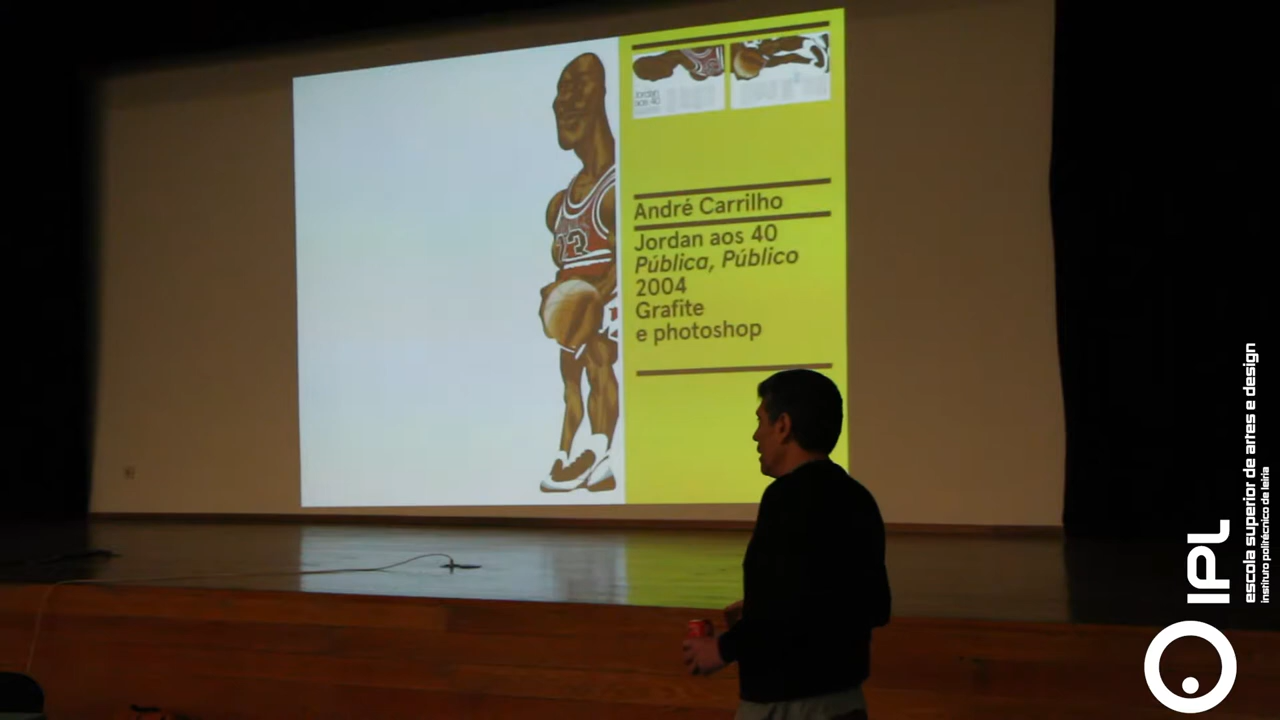 Jordan
aos 40
13
André Carrilho
Jordan aos 40
Pública, Público
2004
Grafite
e photoshop
IPL
escola superior de artes e design
instituto politécnico de leiria